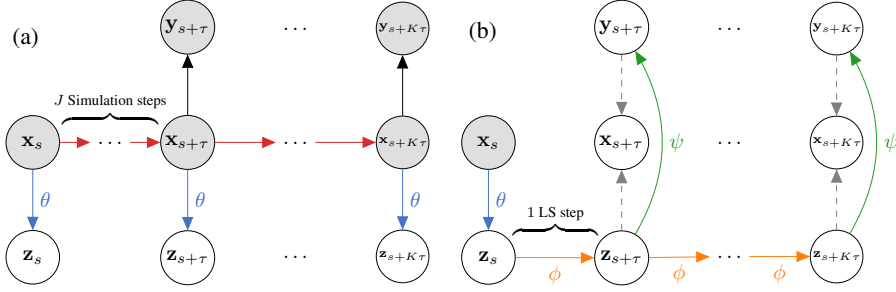 (a) y_{s+τ} ··· y_{s+Kτ}
J Simulation steps
x_s ··· x_{s+τ} ··· x_{s+Kτ}
θ θ θ
z_s z_{s+τ} ··· z_{s+Kτ}
(b) y_{s+τ} ··· y_{s+Kτ}
x_s x_{s+τ} ··· x_{s+Kτ}
ψ ψ
θ
1 LS step
z_s z_{s+τ} ··· z_{s+Kτ}
ϕ ϕ ϕ